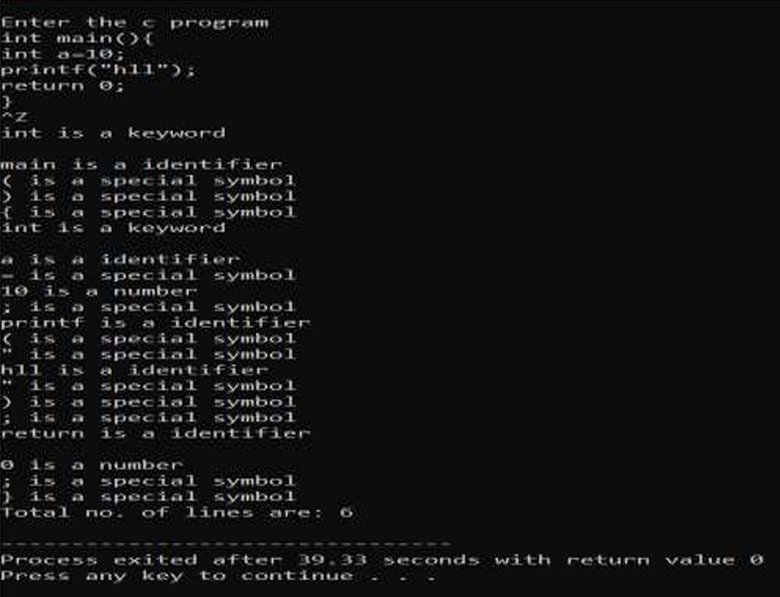 Enter the c program
int main(){
int a=10;
printf("hll");
return 0;
}
^Z
int is a keyword
main is a identifier
( is a special symbol
) is a special symbol
{ is a special symbol
int is a keyword
a is a identifier
= is a special symbol
10 is a number
; is a special symbol
printf is a identifier
( is a special symbol
" is a special symbol
hll is a identifier
" is a special symbol
) is a special symbol
; is a special symbol
return is a identifier
0 is a number
; is a special symbol
} is a special symbol
Total no. of lines are: 6
--------------------------------
Process exited after 39.33 seconds with return value 0
Press any key to continue . . .